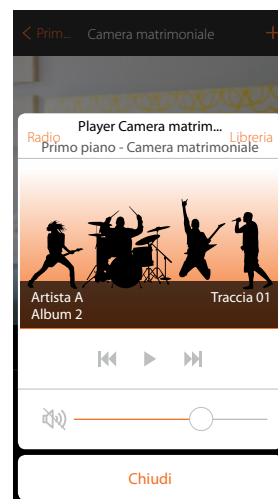 Prim... Camera matrimoniale +
Player Camera matrim...
Radio Libreria
Primo piano - Camera matrimoniale
Artista A Traccia 01
Album 2
Chiudi